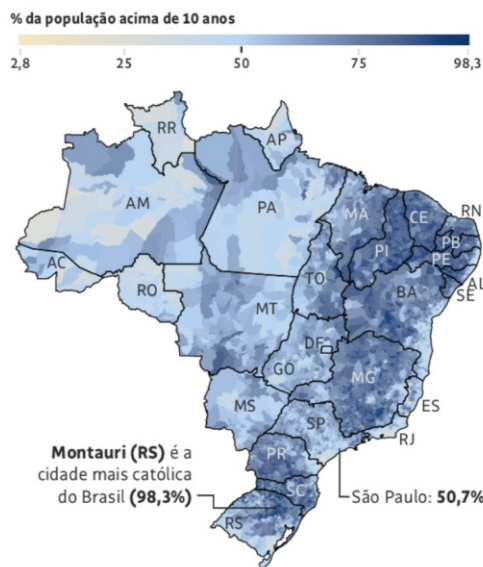 % da população acima de 10 anos
2,8 25 50 75 98,3
RR
AP
AM
PA
MA
CE
RN
PB
PE
PI
AC
TO
AL
SE
RO
BA
MT
DF
GO
MG
MS
ES
SP
RJ
PR
Montauri (RS) é a
cidade mais católica
do Brasil (98,3%)
SC
São Paulo: 50,7%
RS